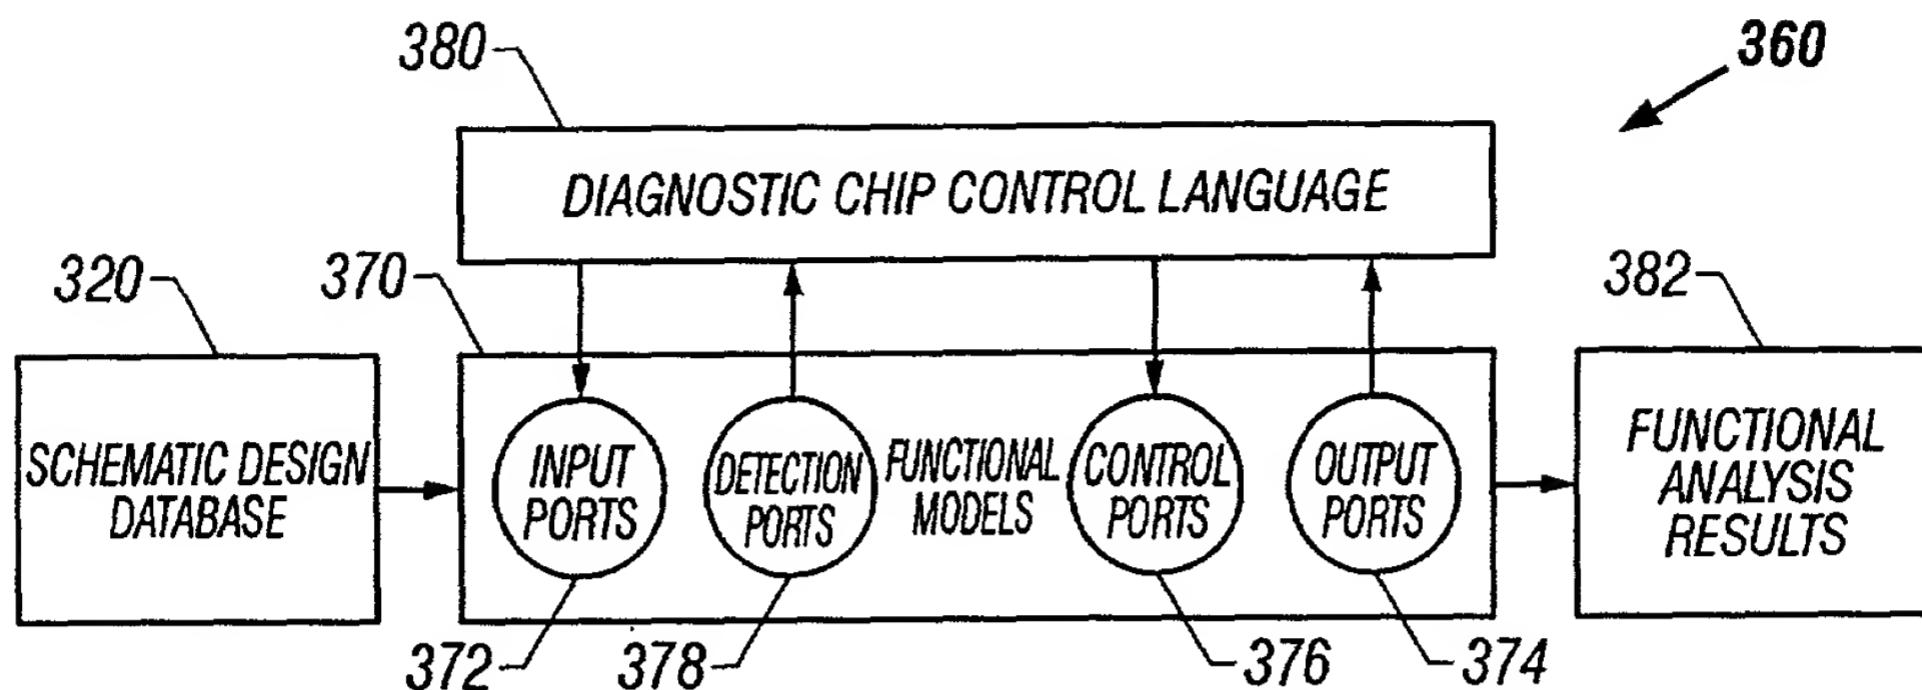 380
360
DIAGNOSTIC CHIP CONTROL LANGUAGE
320
370
382
SCHEMATIC DESIGN
DATABASE
INPUT
PORTS
DETECTION
PORTS
FUNCTIONAL
MODELS
CONTROL
PORTS
OUTPUT
PORTS
FUNCTIONAL
ANALYSIS
RESULTS
372
378
376
374